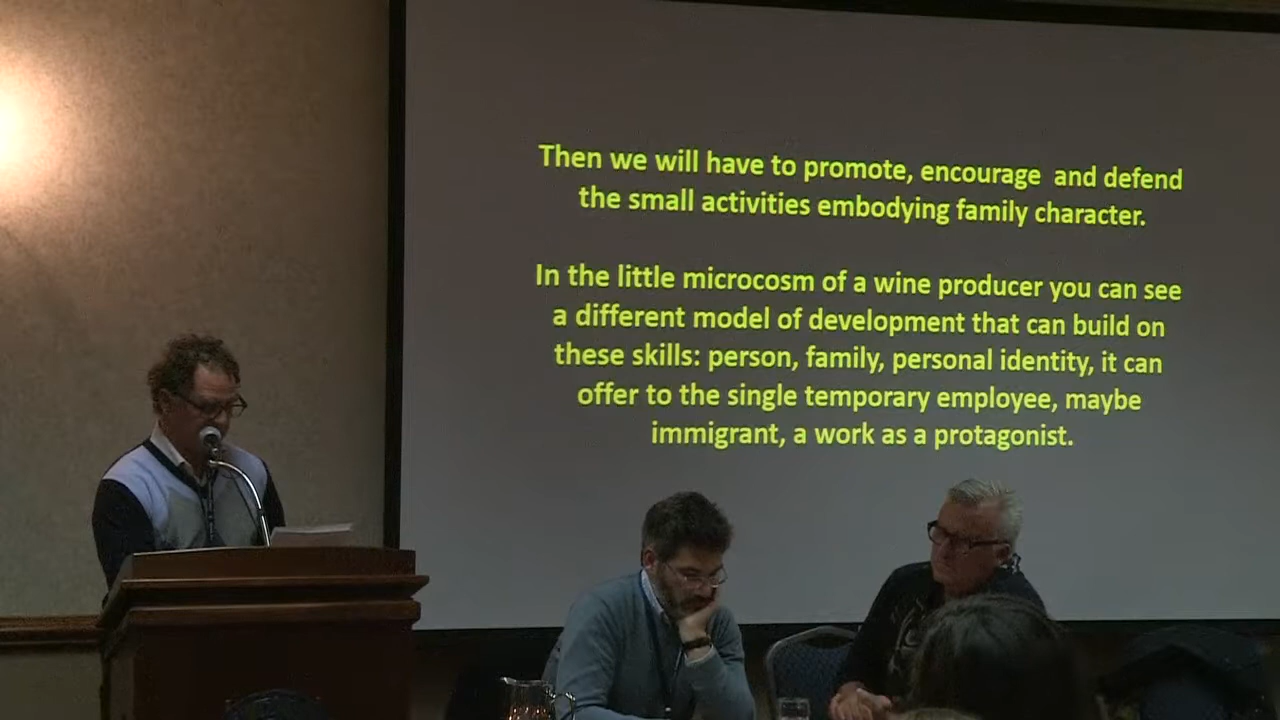 Then we will have to promote, encourage  and defend
the small activities embodying family character.
In the little microcosm of a wine producer you can see
a different model of development that can build on
these skills: person, family, personal identity, it can
offer to the single temporary employee, maybe
immigrant, a work as a protagonist.